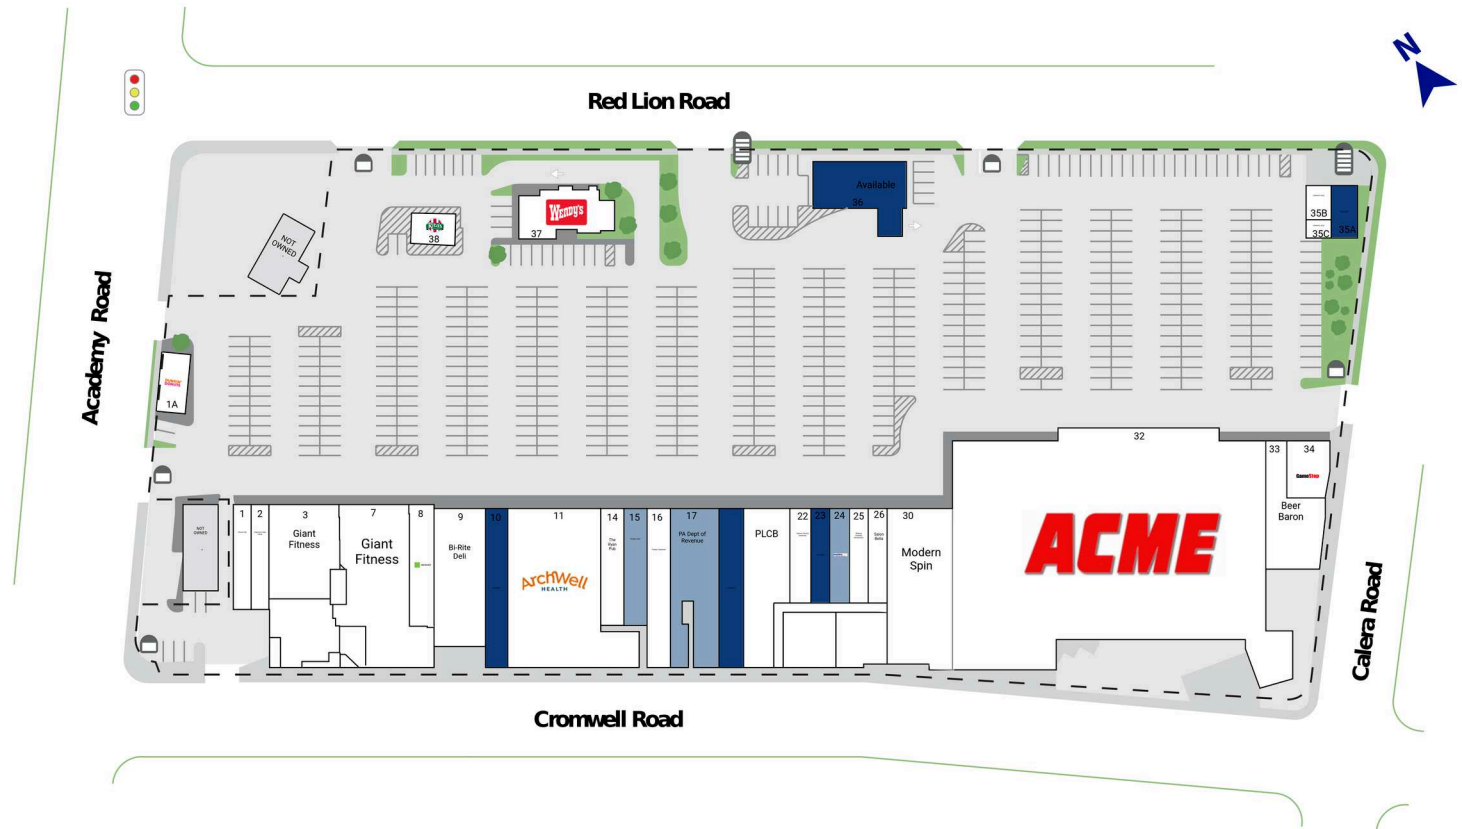 N
Red Lion Road
Academy Road
Calera Road
Cromwell Road
NOT
OWNED
38
WENDY'S
37
Available
36
35B
35C
35A
1A
NOT
OWNED
1
2
3
Giant
Fitness
7
Giant
Fitness
8
9
Bi-Rite
Deli
10
11
ArchWell
HEALTH
14
15
16
17
PA Dept of
Revenue
PLCB
22
23
24
25
26
30
Modern
Spin
32
ACME
33
Beer
Baron
34
GameStop